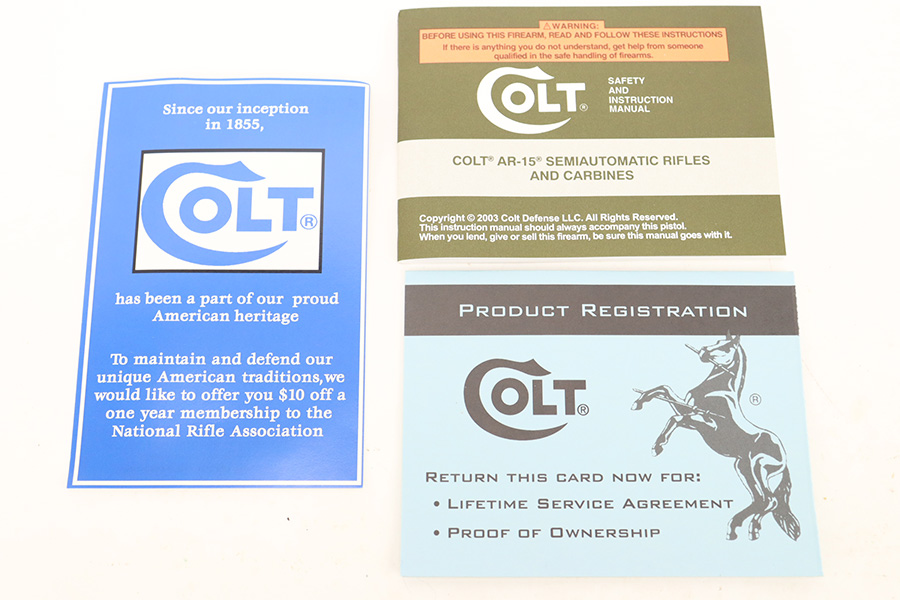 Since our inception
in 1855,
COLT®
has been a part of our proud
American heritage
To maintain and defend our
unique American traditions,we
would like to offer you $10 off a
one year membership to the
National Rifle Association
⚠WARNING:
BEFORE USING THIS FIREARM, READ AND FOLLOW THESE INSTRUCTIONS
If there is anything you do not understand, get help from someone
qualified in the safe handling of firearms.
COLT®
SAFETY
AND
INSTRUCTION
MANUAL
COLT® AR-15® SEMIAUTOMATIC RIFLES
AND CARBINES
Copyright © 2003 Colt Defense LLC. All Rights Reserved.
This instruction manual should always accompany this pistol.
When you lend, give or sell this firearm, be sure this manual goes with it.
PRODUCT REGISTRATION
COLT®
®
RETURN THIS CARD NOW FOR:
• LIFETIME SERVICE AGREEMENT
• PROOF OF OWNERSHIP